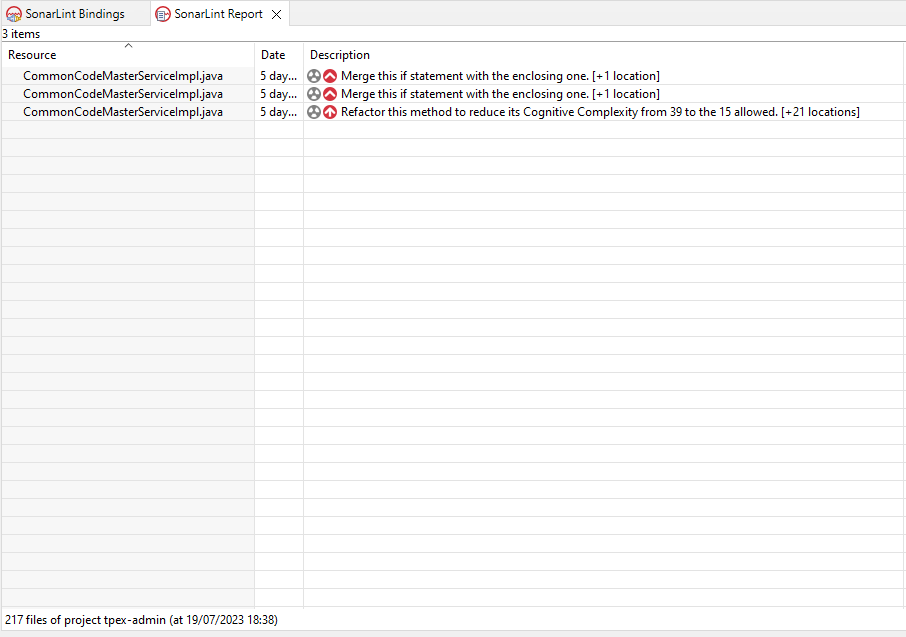 SonarLint Bindings SonarLint Report
3 items
Resource Date Description
CommonCodeMasterServiceImpl.java 5 day... Merge this if statement with the enclosing one. [+1 location]
CommonCodeMasterServiceImpl.java 5 day... Merge this if statement with the enclosing one. [+1 location]
CommonCodeMasterServiceImpl.java 5 day... Refactor this method to reduce its Cognitive Complexity from 39 to the 15 allowed. [+21 locations]
217 files of project tpex-admin (at 19/07/2023 18:38)